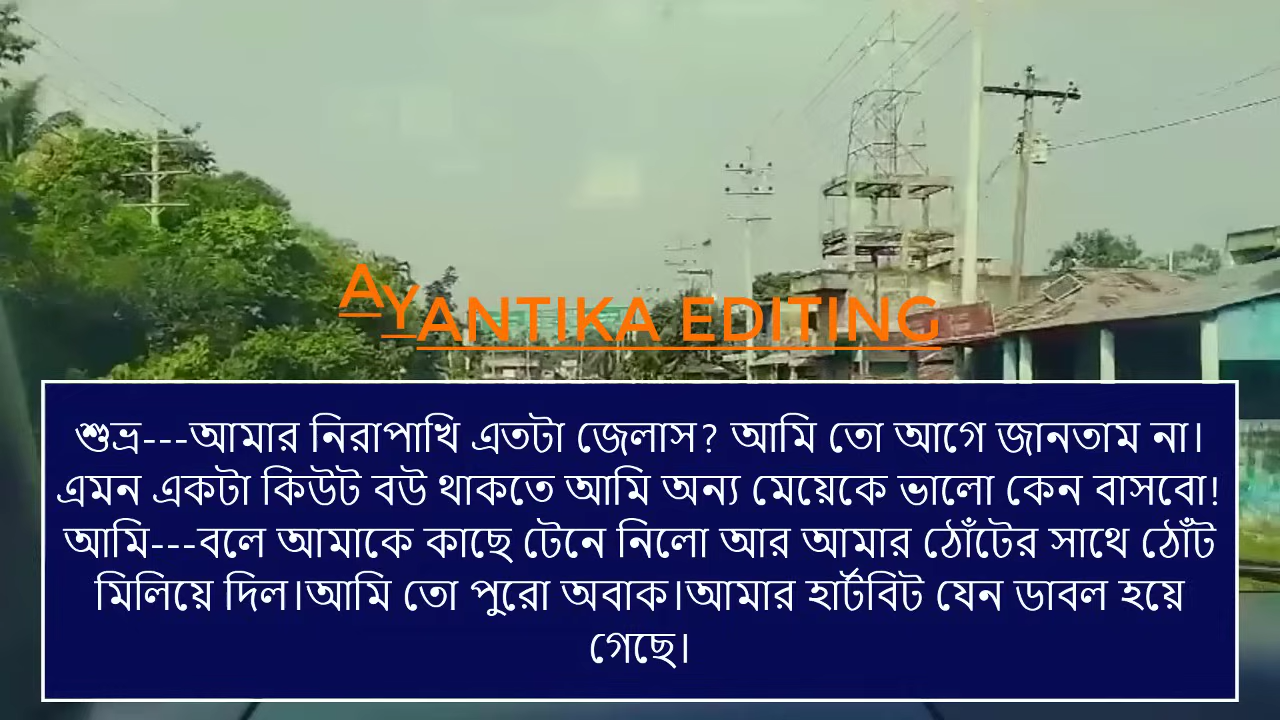 AYANTIKA EDITING
শুভ্র---আমার নিরাপাখি এতটা জেলাস? আমি তো আগে জানতাম না।
এমন একটা কিউট বউ থাকতে আমি অন্য মেয়েকে ভালো কেন বাসবো!
আমি---বলে আমাকে কাছে টেনে নিলো আর আমার ঠোঁটের সাথে ঠোঁট
মিলিয়ে দিল।আমি তো পুরো অবাক।আমার হার্টবিট যেন ডাবল হয়ে
গেছে।